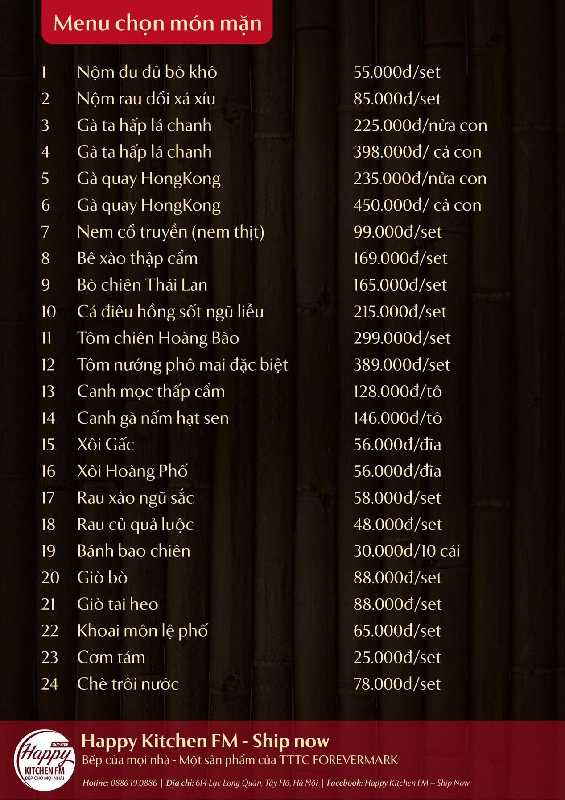 Menu chọn món mặn
1 Nộm đu đủ bò khô 55.000đ/set
2 Nộm rau dổi xá xíu 85.000đ/set
3 Gà ta hấp lá chanh 225.000đ/nửa con
4 Gà ta hấp lá chanh 398.000đ/ cả con
5 Gà quay HongKong 235.000đ/nửa con
6 Gà quay HongKong 450.000đ/ cả con
7 Nem cổ truyền (nem thịt) 99.000đ/set
8 Bê xào thập cẩm 169.000đ/set
9 Bò chiên Thái Lan 165.000đ/set
10 Cá điêu hồng sốt ngũ liễu 215.000đ/set
11 Tôm chiên Hoàng Bào 299.000đ/set
12 Tôm nướng phô mai đặc biệt 389.000đ/set
13 Canh mọc thấp cẩm 128.000đ/tô
14 Canh gà nấm hạt sen 146.000đ/tô
15 Xôi Gấc 56.000đ/đĩa
16 Xôi Hoàng Phố 56.000đ/đĩa
17 Rau xào ngũ sắc 58.000đ/set
18 Rau củ quả luộc 48.000đ/set
19 Bánh bao chiên 30.000đ/10 cái
20 Giò bò 88.000đ/set
21 Giò tai heo 88.000đ/set
22 Khoai môn lệ phố 65.000đ/set
23 Cơm tám 25.000đ/set
24 Chè trôi nước 78.000đ/set
Happy
KITCHEN FM
BẾP CHO MỌI NHÀ
Happy Kitchen FM - Ship now
Bếp của mọi nhà - Một sản phẩm của TTTC FOREVERMARK
Hotine: 0886 19 0886 | Địa chỉ: 614 Lạc Long Quân, Tây Hồ, Hà Nội | Facebook: Happy Kitchen FM – Ship Now